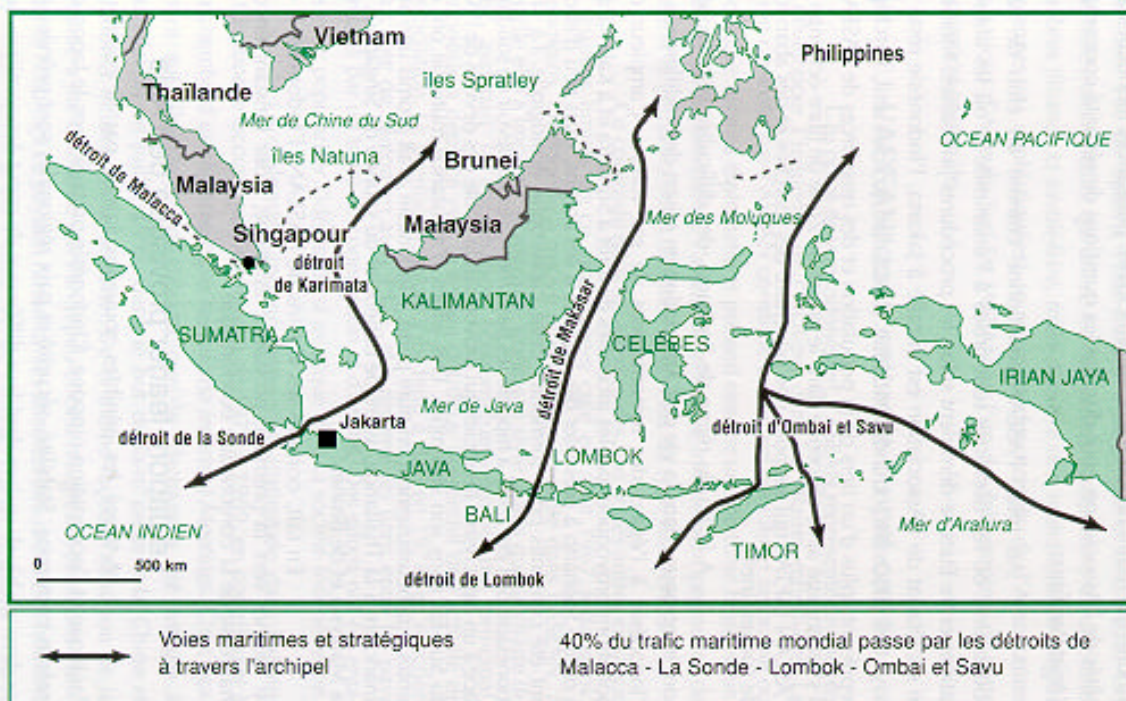 Vietnam
Philippines
Thaïlande
îles Spratley
Mer de Chine du Sud
OCEAN PACIFIQUE
îles Natuna
Brunei
détroit de Malacca
Malaysia
Malaysia
Mer des Moluques
Singapour
détroit
de Karimata
KALIMANTAN
SUMATRA
détroit de Makasar
CELEBES
IRIAN JAYA
Mer de Java
Jakarta
détroit de la Sonde
détroit d'Ombai et Savu
LOMBOK
JAVA
BALI
OCEAN INDIEN
Mer d'Arafura
TIMOR
0 500 km
détroit de Lombok
Voies maritimes et stratégiques
à travers l'archipel
40% du trafic maritime mondial passe par les détroits de
Malacca - La Sonde - Lombok - Ombai et Savu